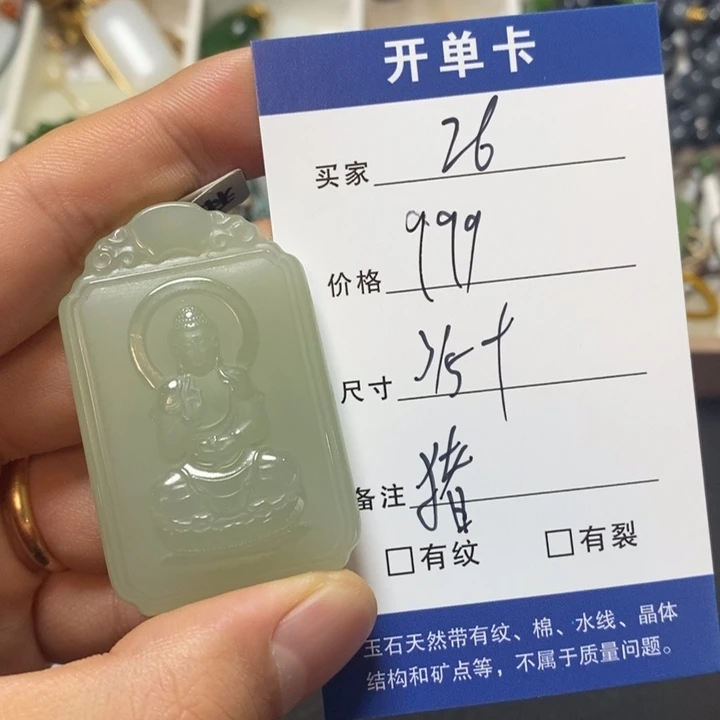 开单卡
买家 26
价格 999
尺寸
备注 猪
□有纹 □有裂
玉石天然带有纹、棉、水线、晶体
结构和矿点等，不属于质量问题。